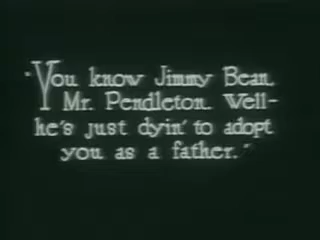 "You know Jimmy Bean,
Mr. Pendleton. Well-
he's just dyin' to adopt
you as a father."